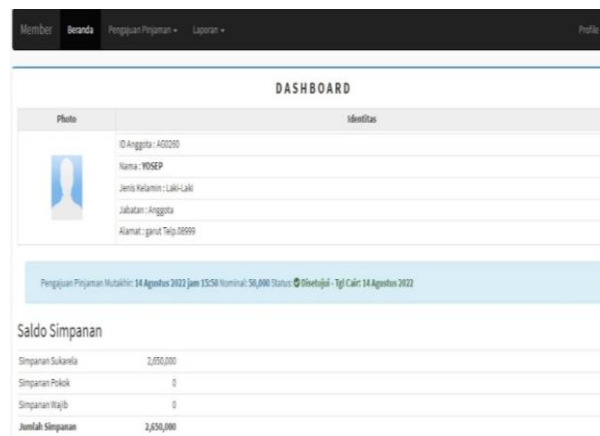 Member Beranda Pengajuan Pinjaman Laporan Profile
DASHBOARD
Photo Identitas
ID Anggota : AG0260
Nama : YOSEP
Jenis Kelamin : Laki-Laki
Jabatan : Anggota
Alamat : garut Telp.08999
Pengajuan Pinjaman Mutakhir: 14 Agustus 2022 jam 15:50 Nominal: 50,000 Status: Disetujui - Tgl Cair: 14 Agustus 2022
Saldo Simpanan
Simpanan Sukarela 2,650,000
Simpanan Pokok 0
Simpanan Wajib 0
Jumlah Simpanan 2,650,000